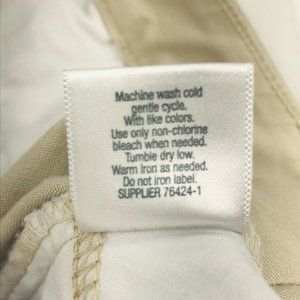 Machine wash cold
gentle cycle.
With like colors.
Use only non-chlorine
bleach when needed.
Tumble dry low.
Warm Iron as needed.
Do not iron label.
SUPPLIER 76424-1